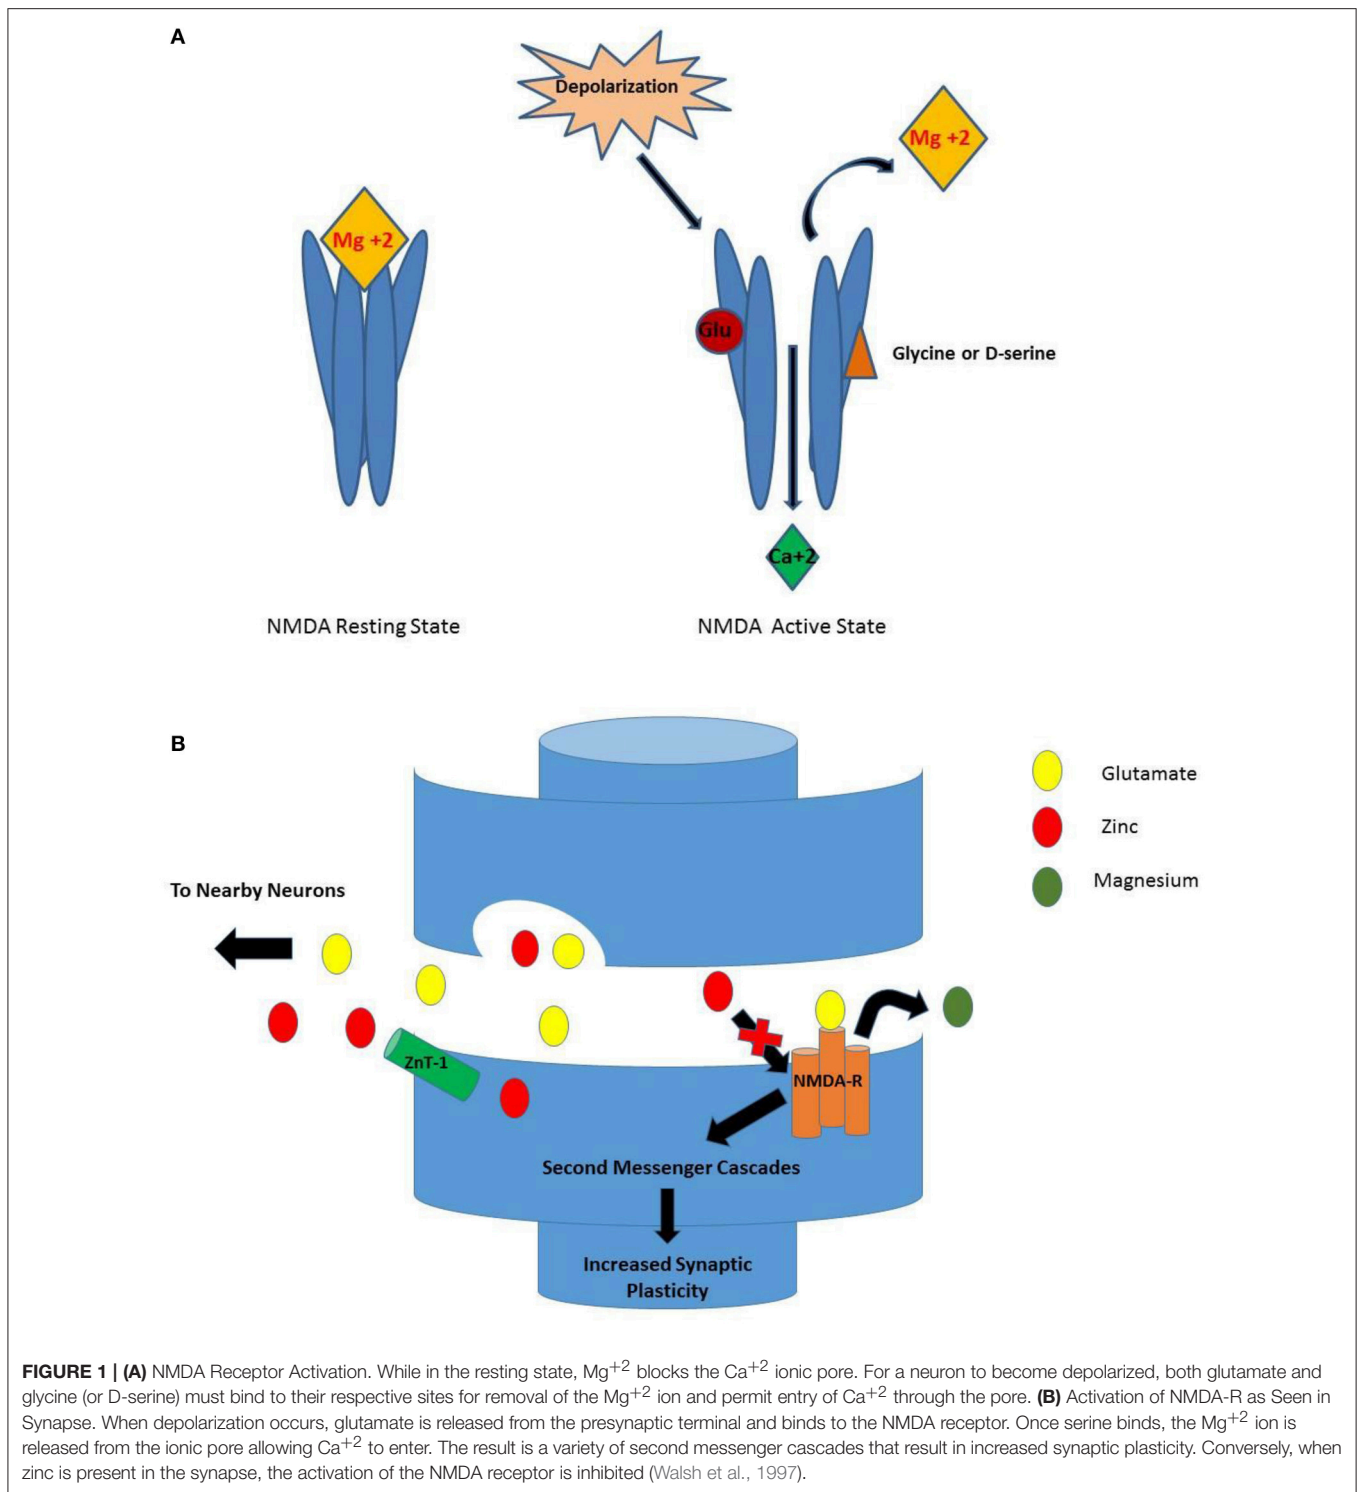 A
Depolarization
Mg +2
Mg +2
Glu
Glycine or D-serine
Ca+2
NMDA Resting State
NMDA Active State
B
Glutamate
Zinc
Magnesium
To Nearby Neurons
ZnT-1
NMDA-R
Second Messenger Cascades
Increased Synaptic
Plasticity
FIGURE 1 | (A) NMDA Receptor Activation. While in the resting state, Mg+2 blocks the Ca+2 ionic pore. For a neuron to become depolarized, both glutamate and
glycine (or D-serine) must bind to their respective sites for removal of the Mg+2 ion and permit entry of Ca+2 through the pore. (B) Activation of NMDA-R as Seen in
Synapse. When depolarization occurs, glutamate is released from the presynaptic terminal and binds to the NMDA receptor. Once serine binds, the Mg+2 ion is
released from the ionic pore allowing Ca+2 to enter. The result is a variety of second messenger cascades that result in increased synaptic plasticity. Conversely, when
zinc is present in the synapse, the activation of the NMDA receptor is inhibited (Walsh et al., 1997).